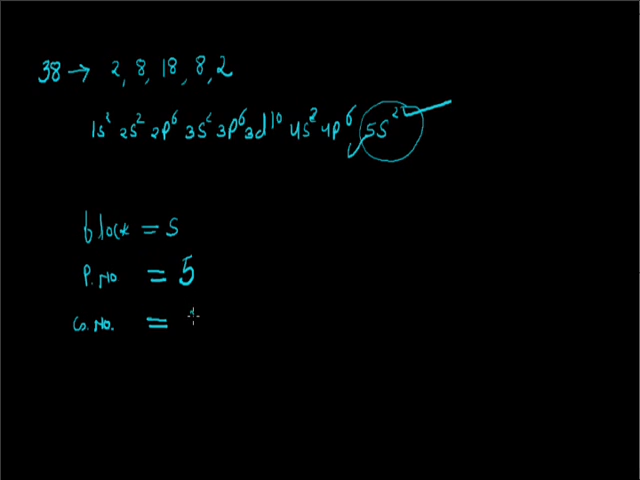 38 → 2, 8, 18, 8, 2
1s² 2s² 2p⁶ 3s² 3p⁶ 3d¹⁰ 4s² 4p⁶ 5s²
block = s
P.No = 5
G.No. =